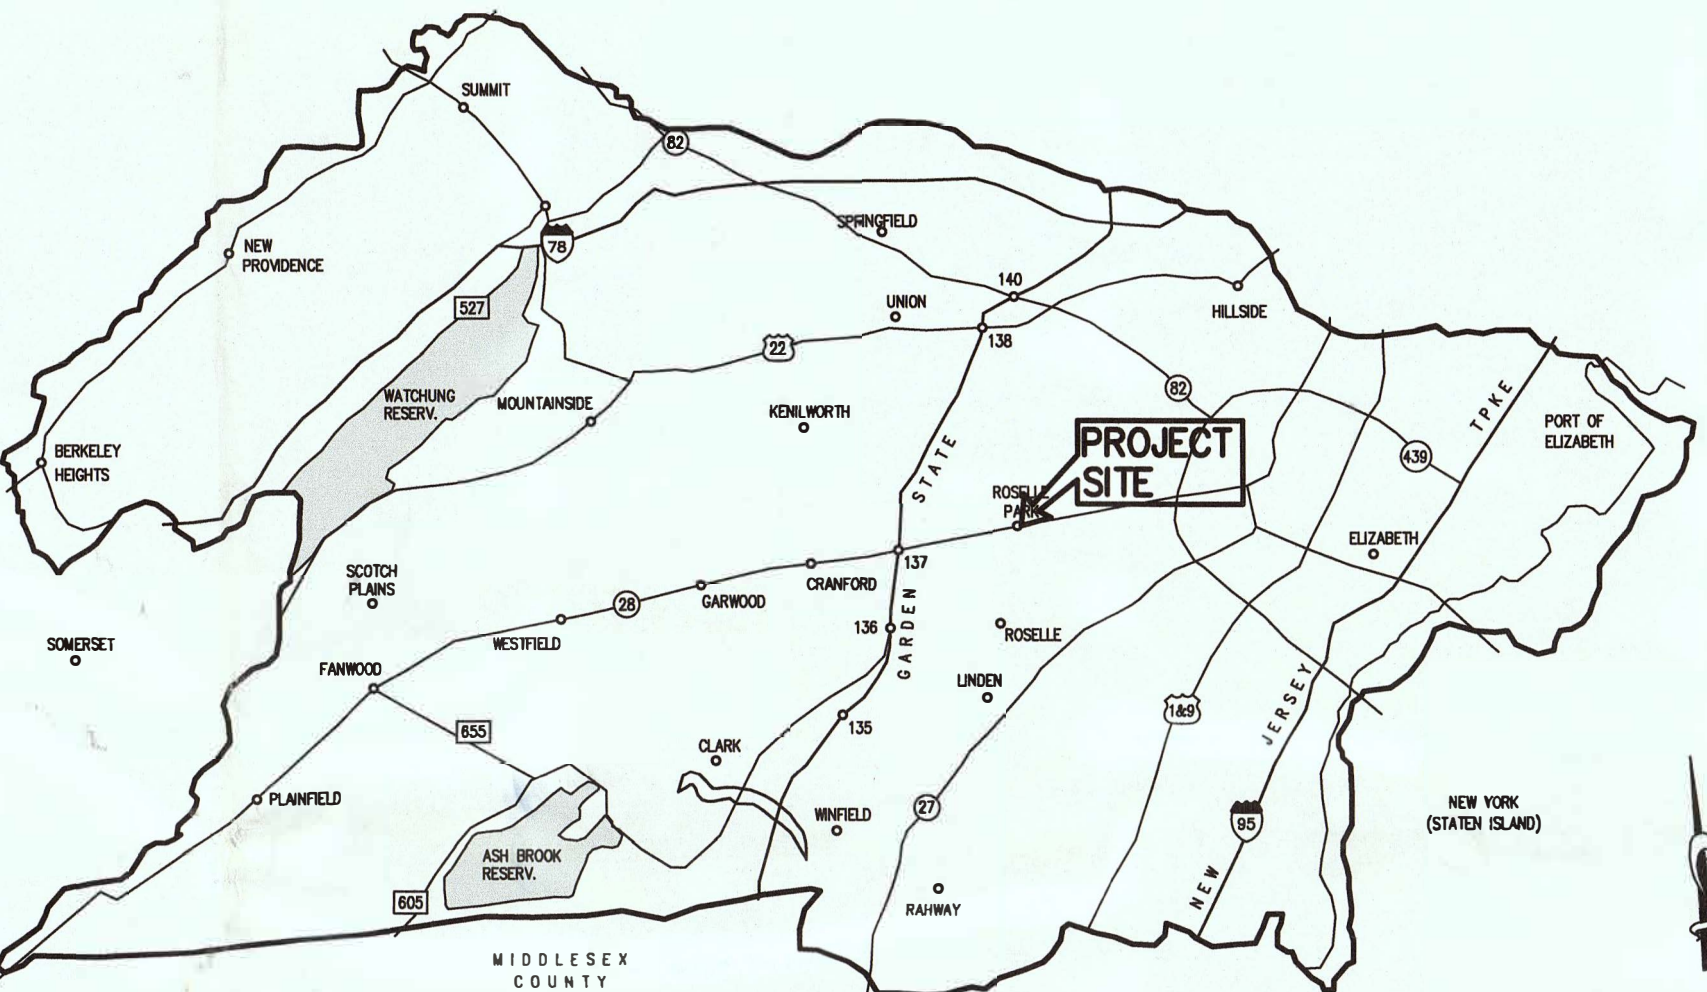 SUMMIT
82
NEW
PROVIDENCE
78
SPRINGFIELD
527
140
UNION
HILLSIDE
138
22
WATCHUNG
RESERV.
MOUNTAINSIDE
KENILWORTH
82
TPKE
PORT OF
ELIZABETH
BERKELEY
HEIGHTS
STATE
PROJECT
SITE
439
ROSELLE
PARK
ELIZABETH
137
SCOTCH
PLAINS
CRANFORD
GARWOOD
28
136
GARDEN
ROSELLE
SOMERSET
WESTFIELD
FANWOOD
LINDEN
1&9
JERSEY
655
135
CLARK
PLAINFIELD
WINFIELD
27
95
NEW YORK
(STATEN ISLAND)
ASH BROOK
RESERV.
605
RAHWAY
NEW
MIDDLESEX
COUNTY